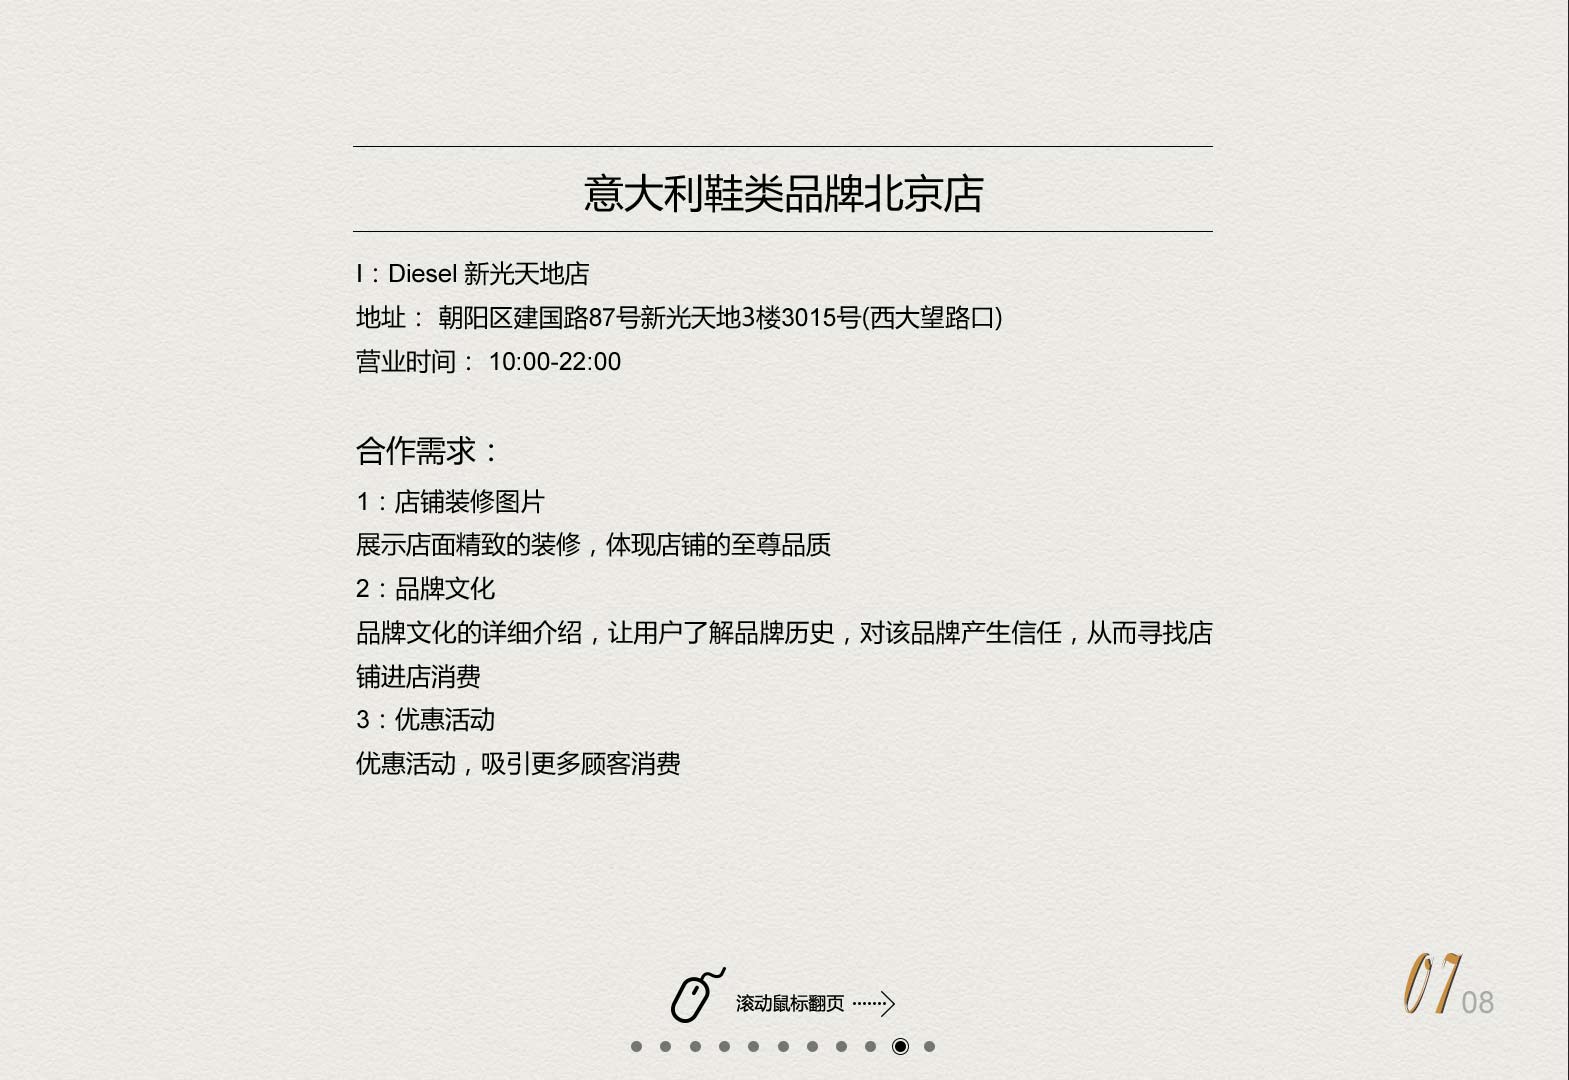 意大利鞋类品牌北京店
I：Diesel 新光天地店
地址： 朝阳区建国路87号新光天地3楼3015号(西大望路口)
营业时间： 10:00-22:00
合作需求：
1：店铺装修图片
展示店面精致的装修，体现店铺的至尊品质
2：品牌文化
品牌文化的详细介绍，让用户了解品牌历史，对该品牌产生信任，从而寻找店
铺进店消费
3：优惠活动
优惠活动，吸引更多顾客消费
滚动鼠标翻页
07 08